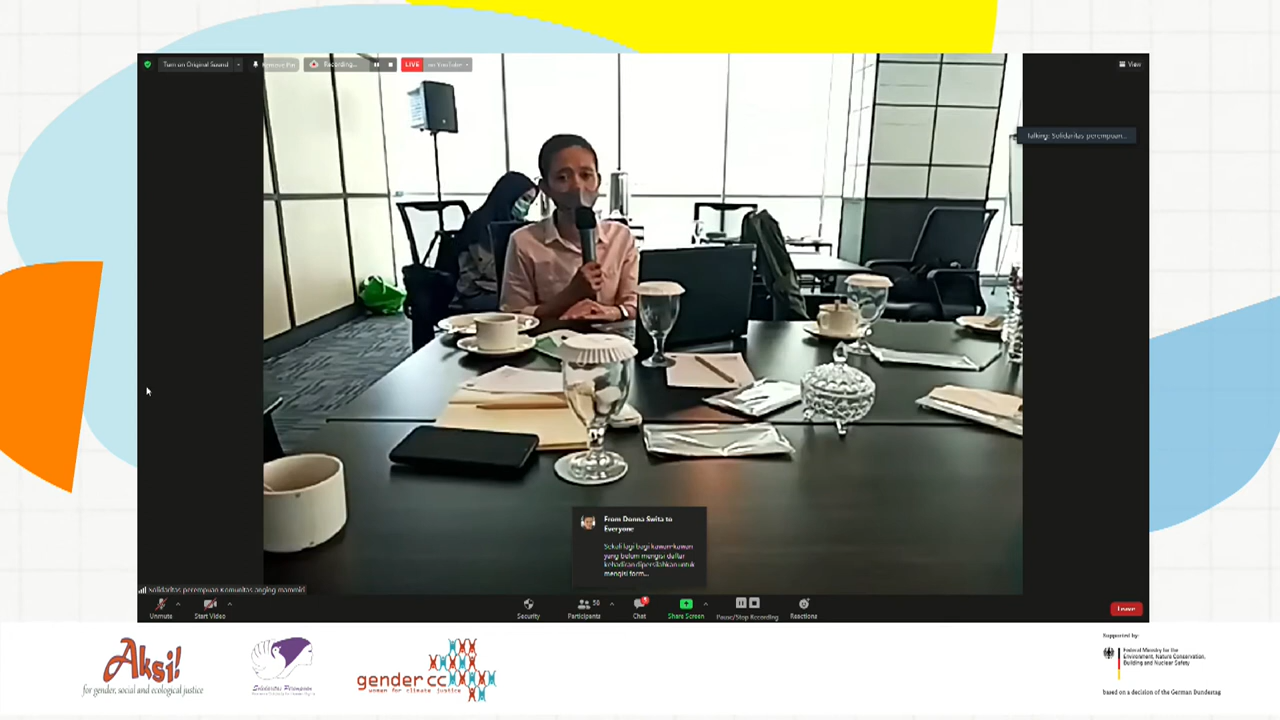 Turn on Original Sound
Recording...
LIVE
on YouTube
View
Talking: Solidaritas perempuan...
From Donna Swita to
Everyone
Sekali lagi bagi kawan-kawan
yang belum mengisi daftar
kehadiran dipersilahkan untuk
mengisi form...
Solidaritas perempuan Komunitas anging mammiri
Unmute
Start Video
Security
Participants
58
Chat
Share Screen
Pause/Stop Recording
Reactions
Leave
Aksi!
for gender, social and ecological justice
Solidaritas Perempuan
gender cc
women for climate justice
Supported by:
Federal Ministry for the
Environment, Nature Conservation,
Building and Nuclear Safety
based on a decision of the German Bundestag